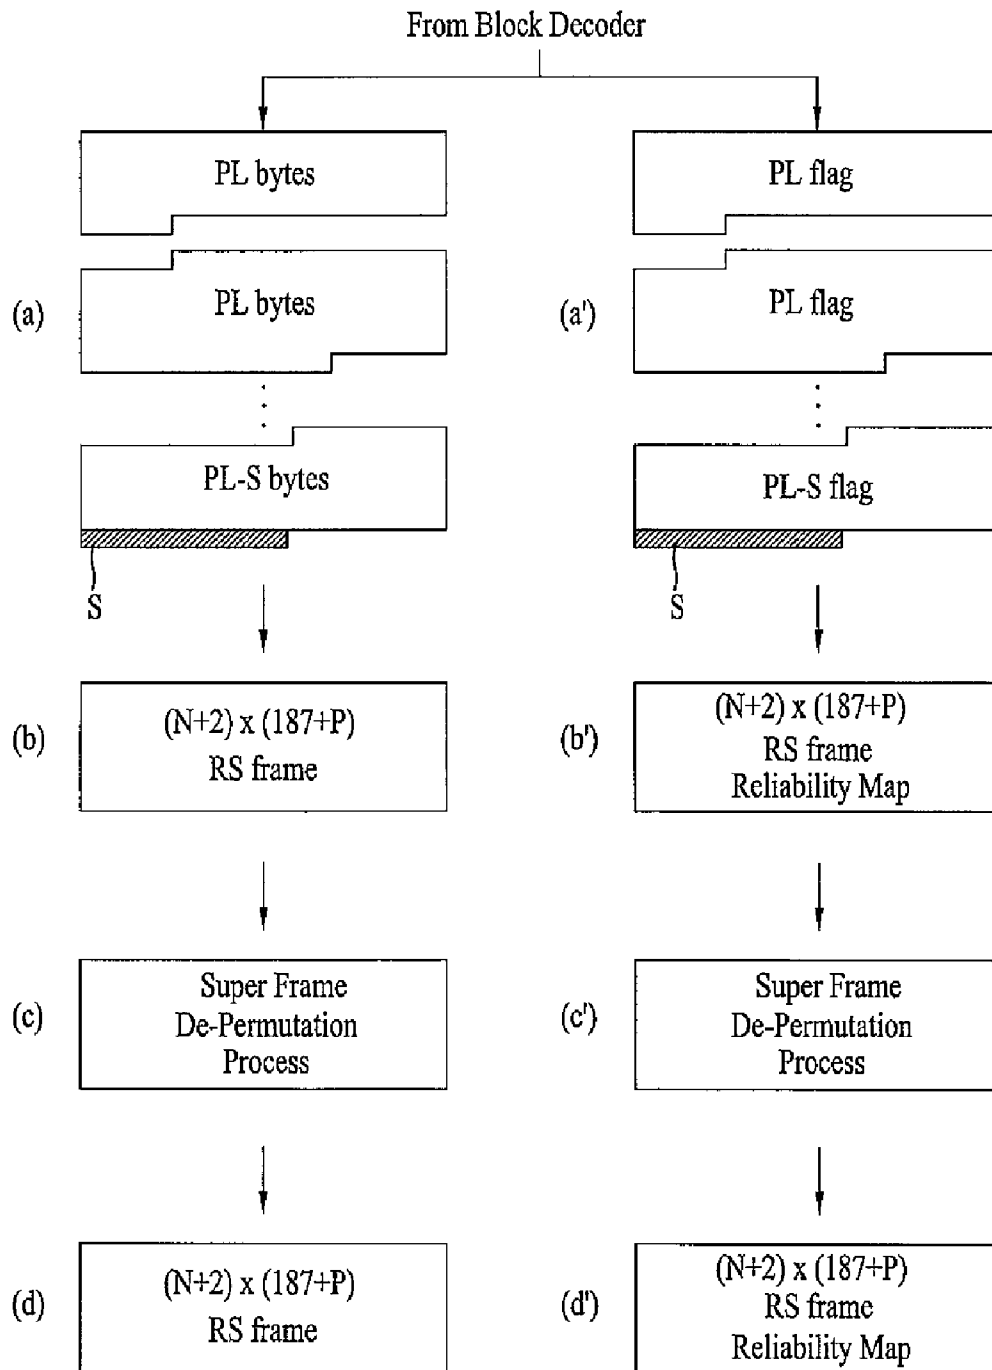 From Block Decoder
PL bytes
PL flag
(a)
PL bytes
(a')
PL flag
PL-S bytes
PL-S flag
S
S
(b)
(N+2) x (187+P)
RS frame
(b')
(N+2) x (187+P)
RS frame
Reliability Map
(c)
Super Frame
De-Permutation
Process
(c')
Super Frame
De-Permutation
Process
(d)
(N+2) x (187+P)
RS frame
(d')
(N+2) x (187+P)
RS frame
Reliability Map